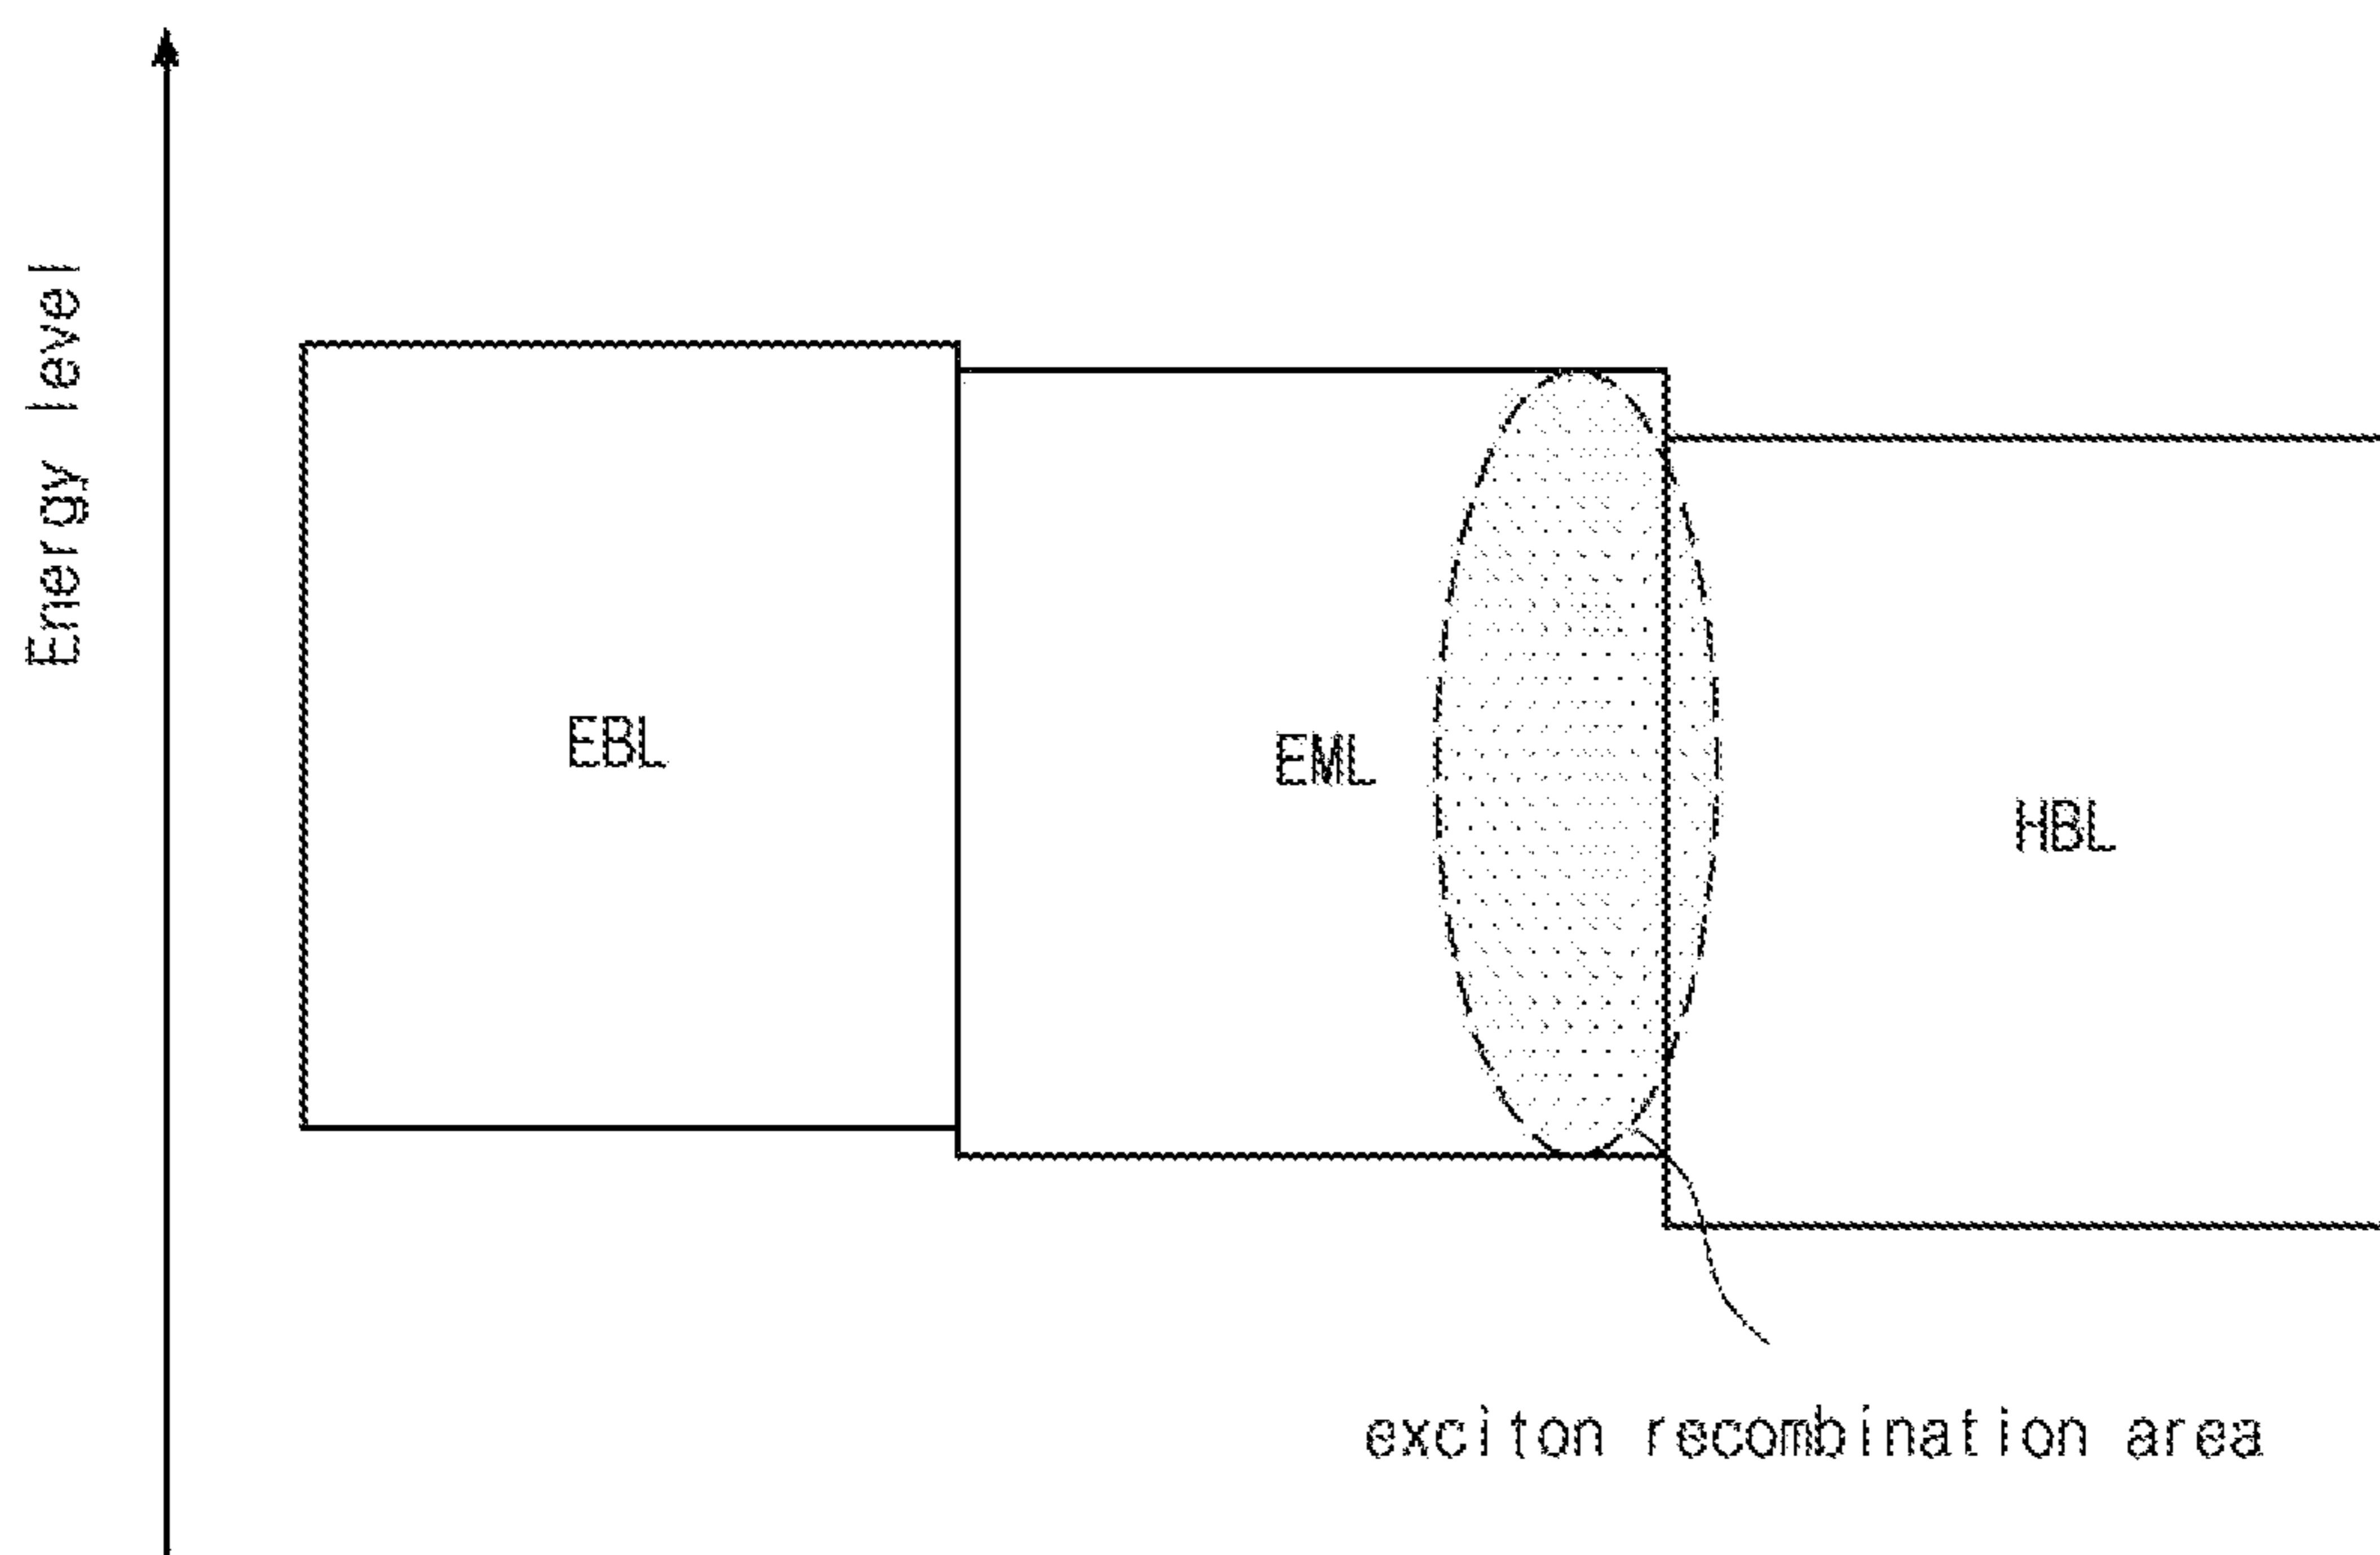 Energy level
EBL
EML
HBL
exciton recombination area